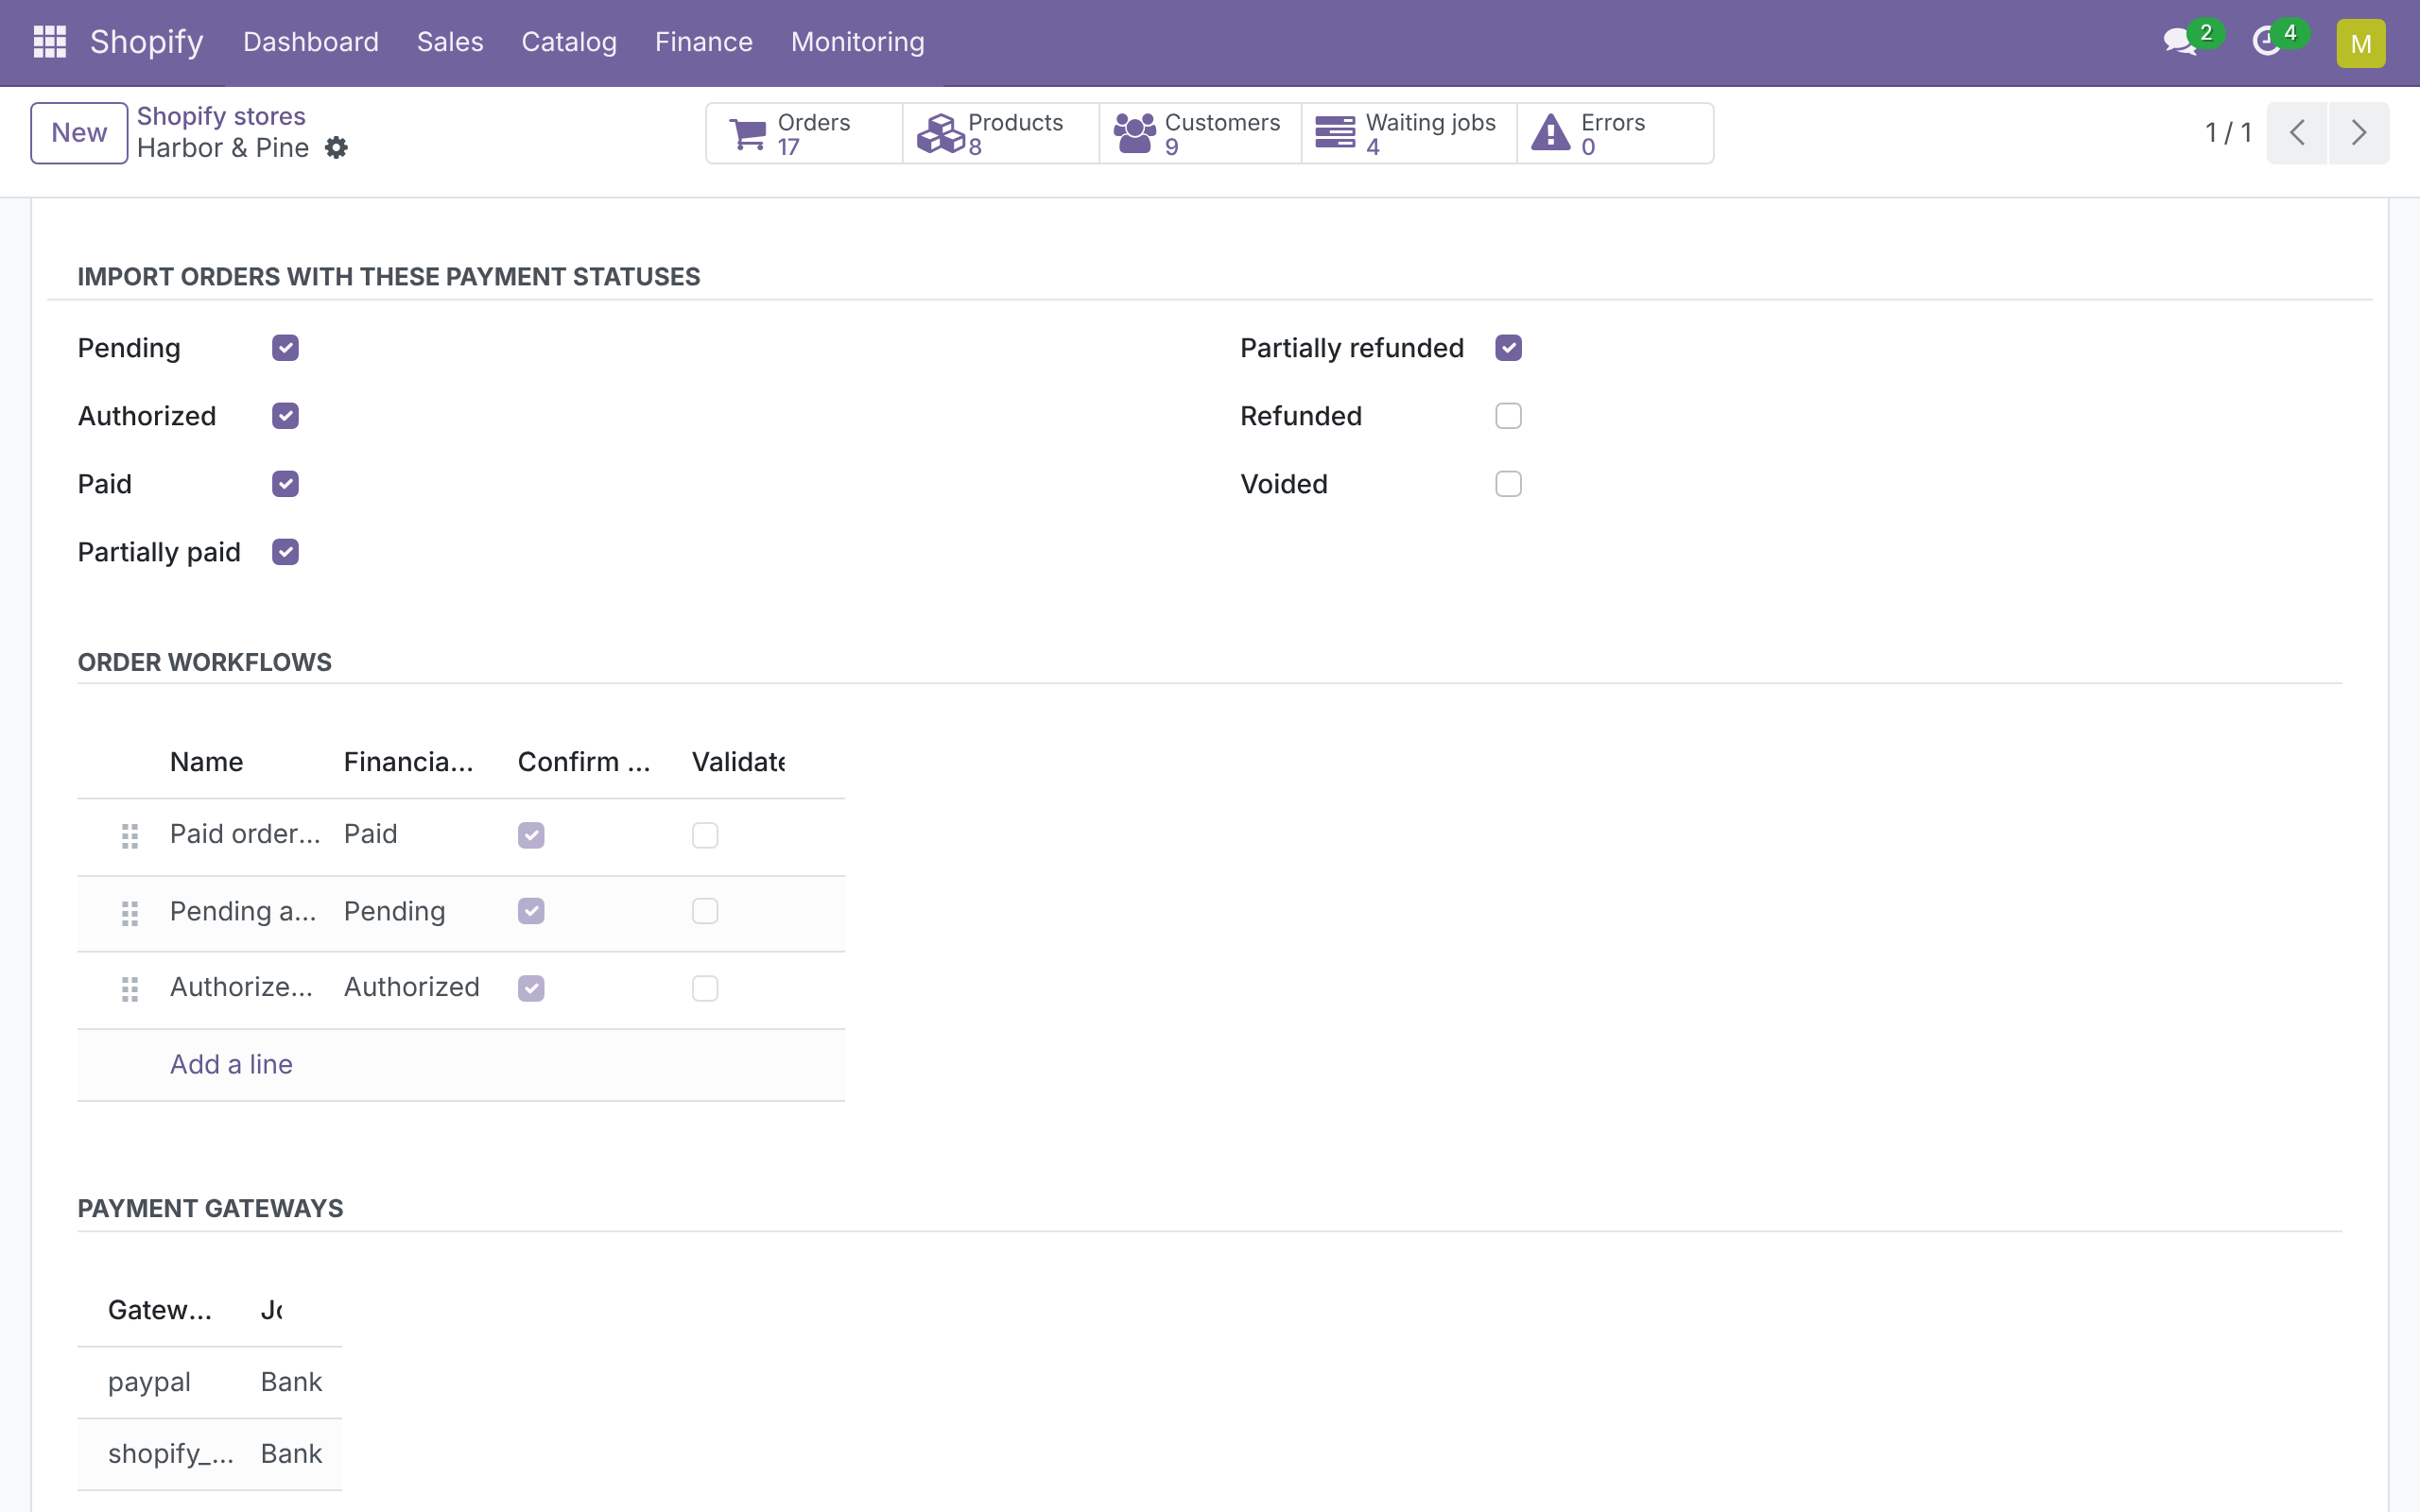 Shopify Dashboard Sales Catalog Finance Monitoring 2 4 M
New Shopify stores
Harbor & Pine
Orders 17
Products 8
Customers 9
Waiting jobs 4
Errors 0
1 / 1
IMPORT ORDERS WITH THESE PAYMENT STATUSES
Pending
Authorized
Paid
Partially paid
Partially refunded
Refunded
Voided
ORDER WORKFLOWS
Name Financia... Confirm ... Validate
Paid order... Paid
Pending a... Pending
Authorize... Authorized
Add a line
PAYMENT GATEWAYS
Gatew... Jo
paypal Bank
shopify_... Bank